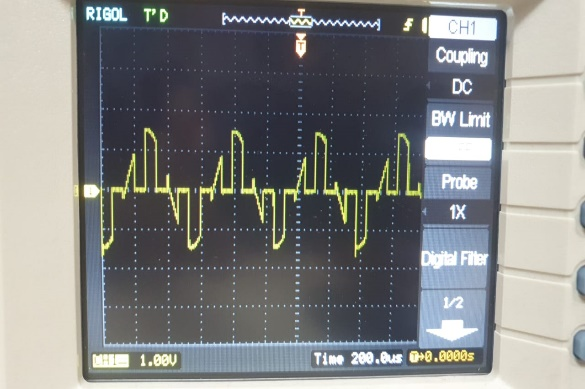 RIGOL T'D
T
T
CH1
Coupling
DC
BW Limit
Probe
1X
Digital Filter
1/2
1.00V Time 200.0us T→0.0000s